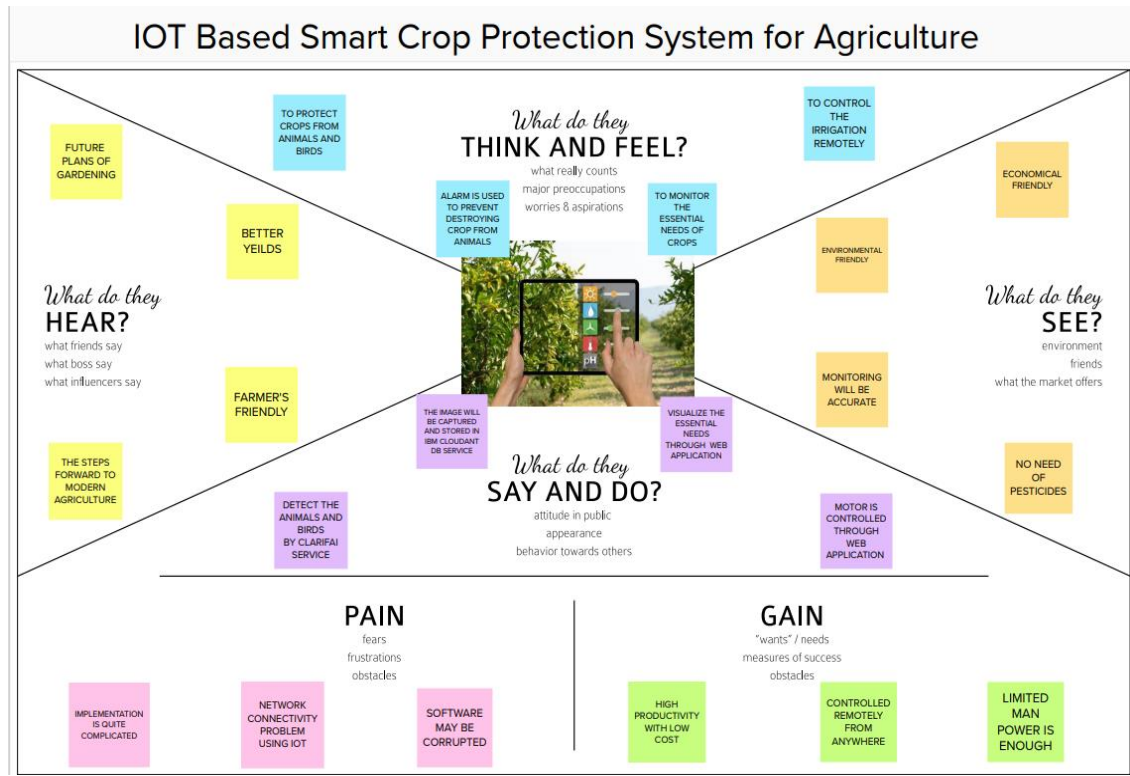 IOT Based Smart Crop Protection System for Agriculture
What do they
THINK AND FEEL?
what really counts
major preoccupations
worries & aspirations
TO PROTECT
CROPS FROM
ANIMALS AND
BIRDS
ALARM IS USED
TO PREVENT
DESTROYING
CROP FROM
ANIMALS
TO MONITOR
THE
ESSENTIAL
NEEDS OF
CROPS
TO CONTROL
THE
IRRIGATION
REMOTELY
FUTURE
PLANS OF
GARDENING
BETTER
YEILDS
What do they
HEAR?
what friends say
what boss say
what influencers say
FARMER'S
FRIENDLY
THE STEPS
FORWARD TO
MODERN
AGRICULTURE
pH
ECONOMICAL
FRIENDLY
ENVIRONMENTAL
FRIENDLY
What do they
SEE?
environment
friends
what the market offers
MONITORING
WILL BE
ACCURATE
NO NEED
OF
PESTICIDES
THE IMAGE WILL
BE CAPTURED
AND STORED IN
IBM CLOUDANT
DB SERVICE
VISUALIZE THE
ESSENTIAL
NEEDS
THROUGH WEB
APPLICATION
What do they
SAY AND DO?
attitude in public
appearance
behavior towards others
DETECT THE
ANIMALS AND
BIRDS
BY CLARIFAI
SERVICE
MOTOR IS
CONTROLLED
THROUGH
WEB
APPLICATION
PAIN
fears
frustrations
obstacles
IMPLEMENTATION
IS QUITE
COMPLICATED
NETWORK
CONNECTIVITY
PROBLEM
USING IOT
SOFTWARE
MAY BE
CORRUPTED
GAIN
"wants" / needs
measures of success
obstacles
HIGH
PRODUCTIVITY
WITH LOW
COST
CONTROLLED
REMOTELY
FROM
ANYWHERE
LIMITED
MAN
POWER IS
ENOUGH